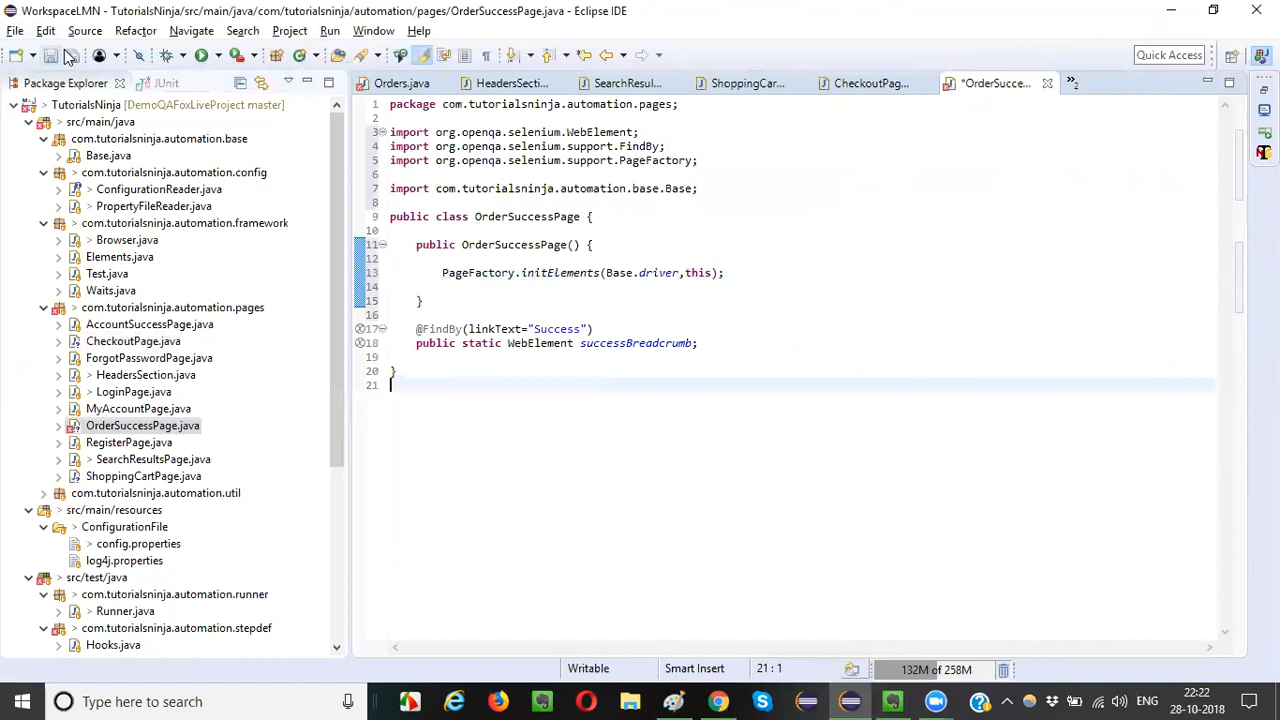 WorkspaceLMN - TutorialsNinja/src/main/java/com/tutorialsninja/automation/pages/OrderSuccessPage.java - Eclipse IDE
File Edit Source Refactor Navigate Search Project Run Window Help
Quick Access
Package Explorer JUnit
Orders.java HeadersSecti... SearchResul... ShoppingCar... CheckoutPag... *OrderSucce... »2
TutorialsNinja [DemoQAFoxLiveProject master]
src/main/java
com.tutorialsninja.automation.base
Base.java
com.tutorialsninja.automation.config
> ConfigurationReader.java
> PropertyFileReader.java
com.tutorialsninja.automation.framework
> Browser.java
Elements.java
Test.java
Waits.java
com.tutorialsninja.automation.pages
AccountSuccessPage.java
CheckoutPage.java
ForgotPasswordPage.java
> HeadersSection.java
> LoginPage.java
MyAccountPage.java
OrderSuccessPage.java
RegisterPage.java
> SearchResultsPage.java
ShoppingCartPage.java
com.tutorialsninja.automation.util
> src/main/resources
> ConfigurationFile
> config.properties
log4j.properties
> src/test/java
> com.tutorialsninja.automation.runner
> Runner.java
> com.tutorialsninja.automation.stepdef
Hooks.java
1 package com.tutorialsninja.automation.pages;
2
3 import org.openqa.selenium.WebElement;
4 import org.openqa.selenium.support.FindBy;
5 import org.openqa.selenium.support.PageFactory;
6
7 import com.tutorialsninja.automation.base.Base;
8
9 public class OrderSuccessPage {
10
11 public OrderSuccessPage() {
12
13 PageFactory.initElements(Base.driver,this);
14
15 }
16
17 @FindBy(linkText="Success")
18 public static WebElement successBreadcrumb;
19
20 }
21
Writable Smart Insert 21 : 1 132M of 258M
Type here to search
ENG
22:22
28-10-2018